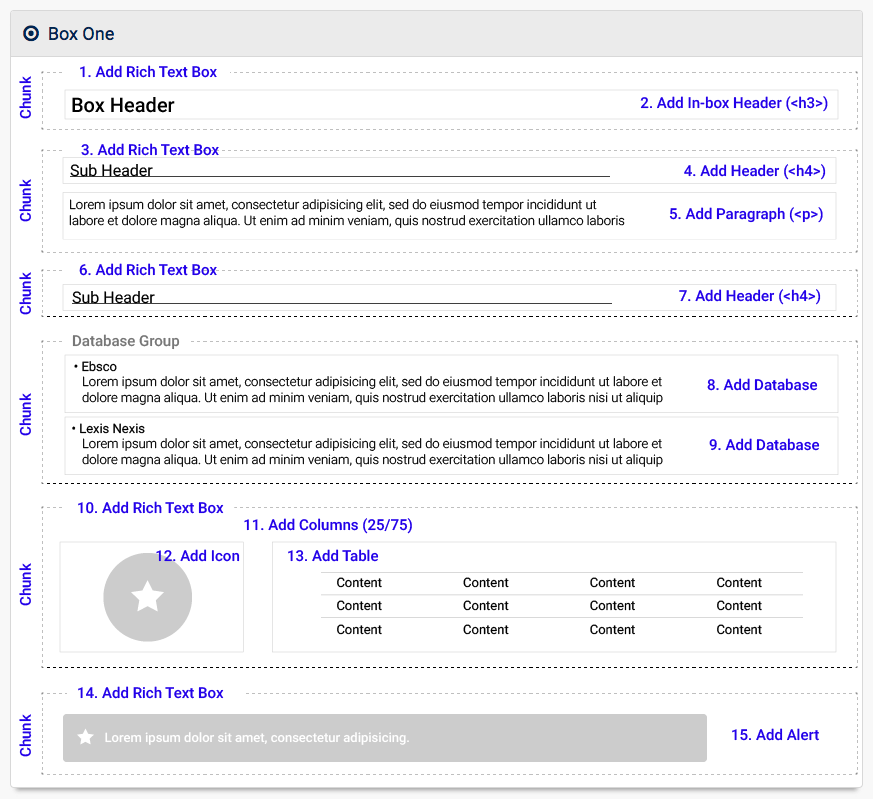 Box One
Chunk
1. Add Rich Text Box
Box Header
2. Add In-box Header (<h3>)
Chunk
3. Add Rich Text Box
Sub Header
4. Add Header (<h4>)
Lorem ipsum dolor sit amet, consectetur adipisicing elit, sed do eiusmod tempor incididunt ut
labore et dolore magna aliqua. Ut enim ad minim veniam, quis nostrud exercitation ullamco laboris
5. Add Paragraph (<p>)
Chunk
6. Add Rich Text Box
Sub Header
7. Add Header (<h4>)
Chunk
Database Group
• Ebsco
Lorem ipsum dolor sit amet, consectetur adipisicing elit, sed do eiusmod tempor incididunt ut labore et
dolore magna aliqua. Ut enim ad minim veniam, quis nostrud exercitation ullamco laboris nisi ut aliquip
8. Add Database
• Lexis Nexis
Lorem ipsum dolor sit amet, consectetur adipisicing elit, sed do eiusmod tempor incididunt ut labore et
dolore magna aliqua. Ut enim ad minim veniam, quis nostrud exercitation ullamco laboris nisi ut aliquip
9. Add Database
Chunk
10. Add Rich Text Box
11. Add Columns (25/75)
12. Add Icon
13. Add Table
Content Content Content Content
Content Content Content Content
Content Content Content Content
Chunk
14. Add Rich Text Box
Lorem ipsum dolor sit amet, consectetur adipisicing.
15. Add Alert